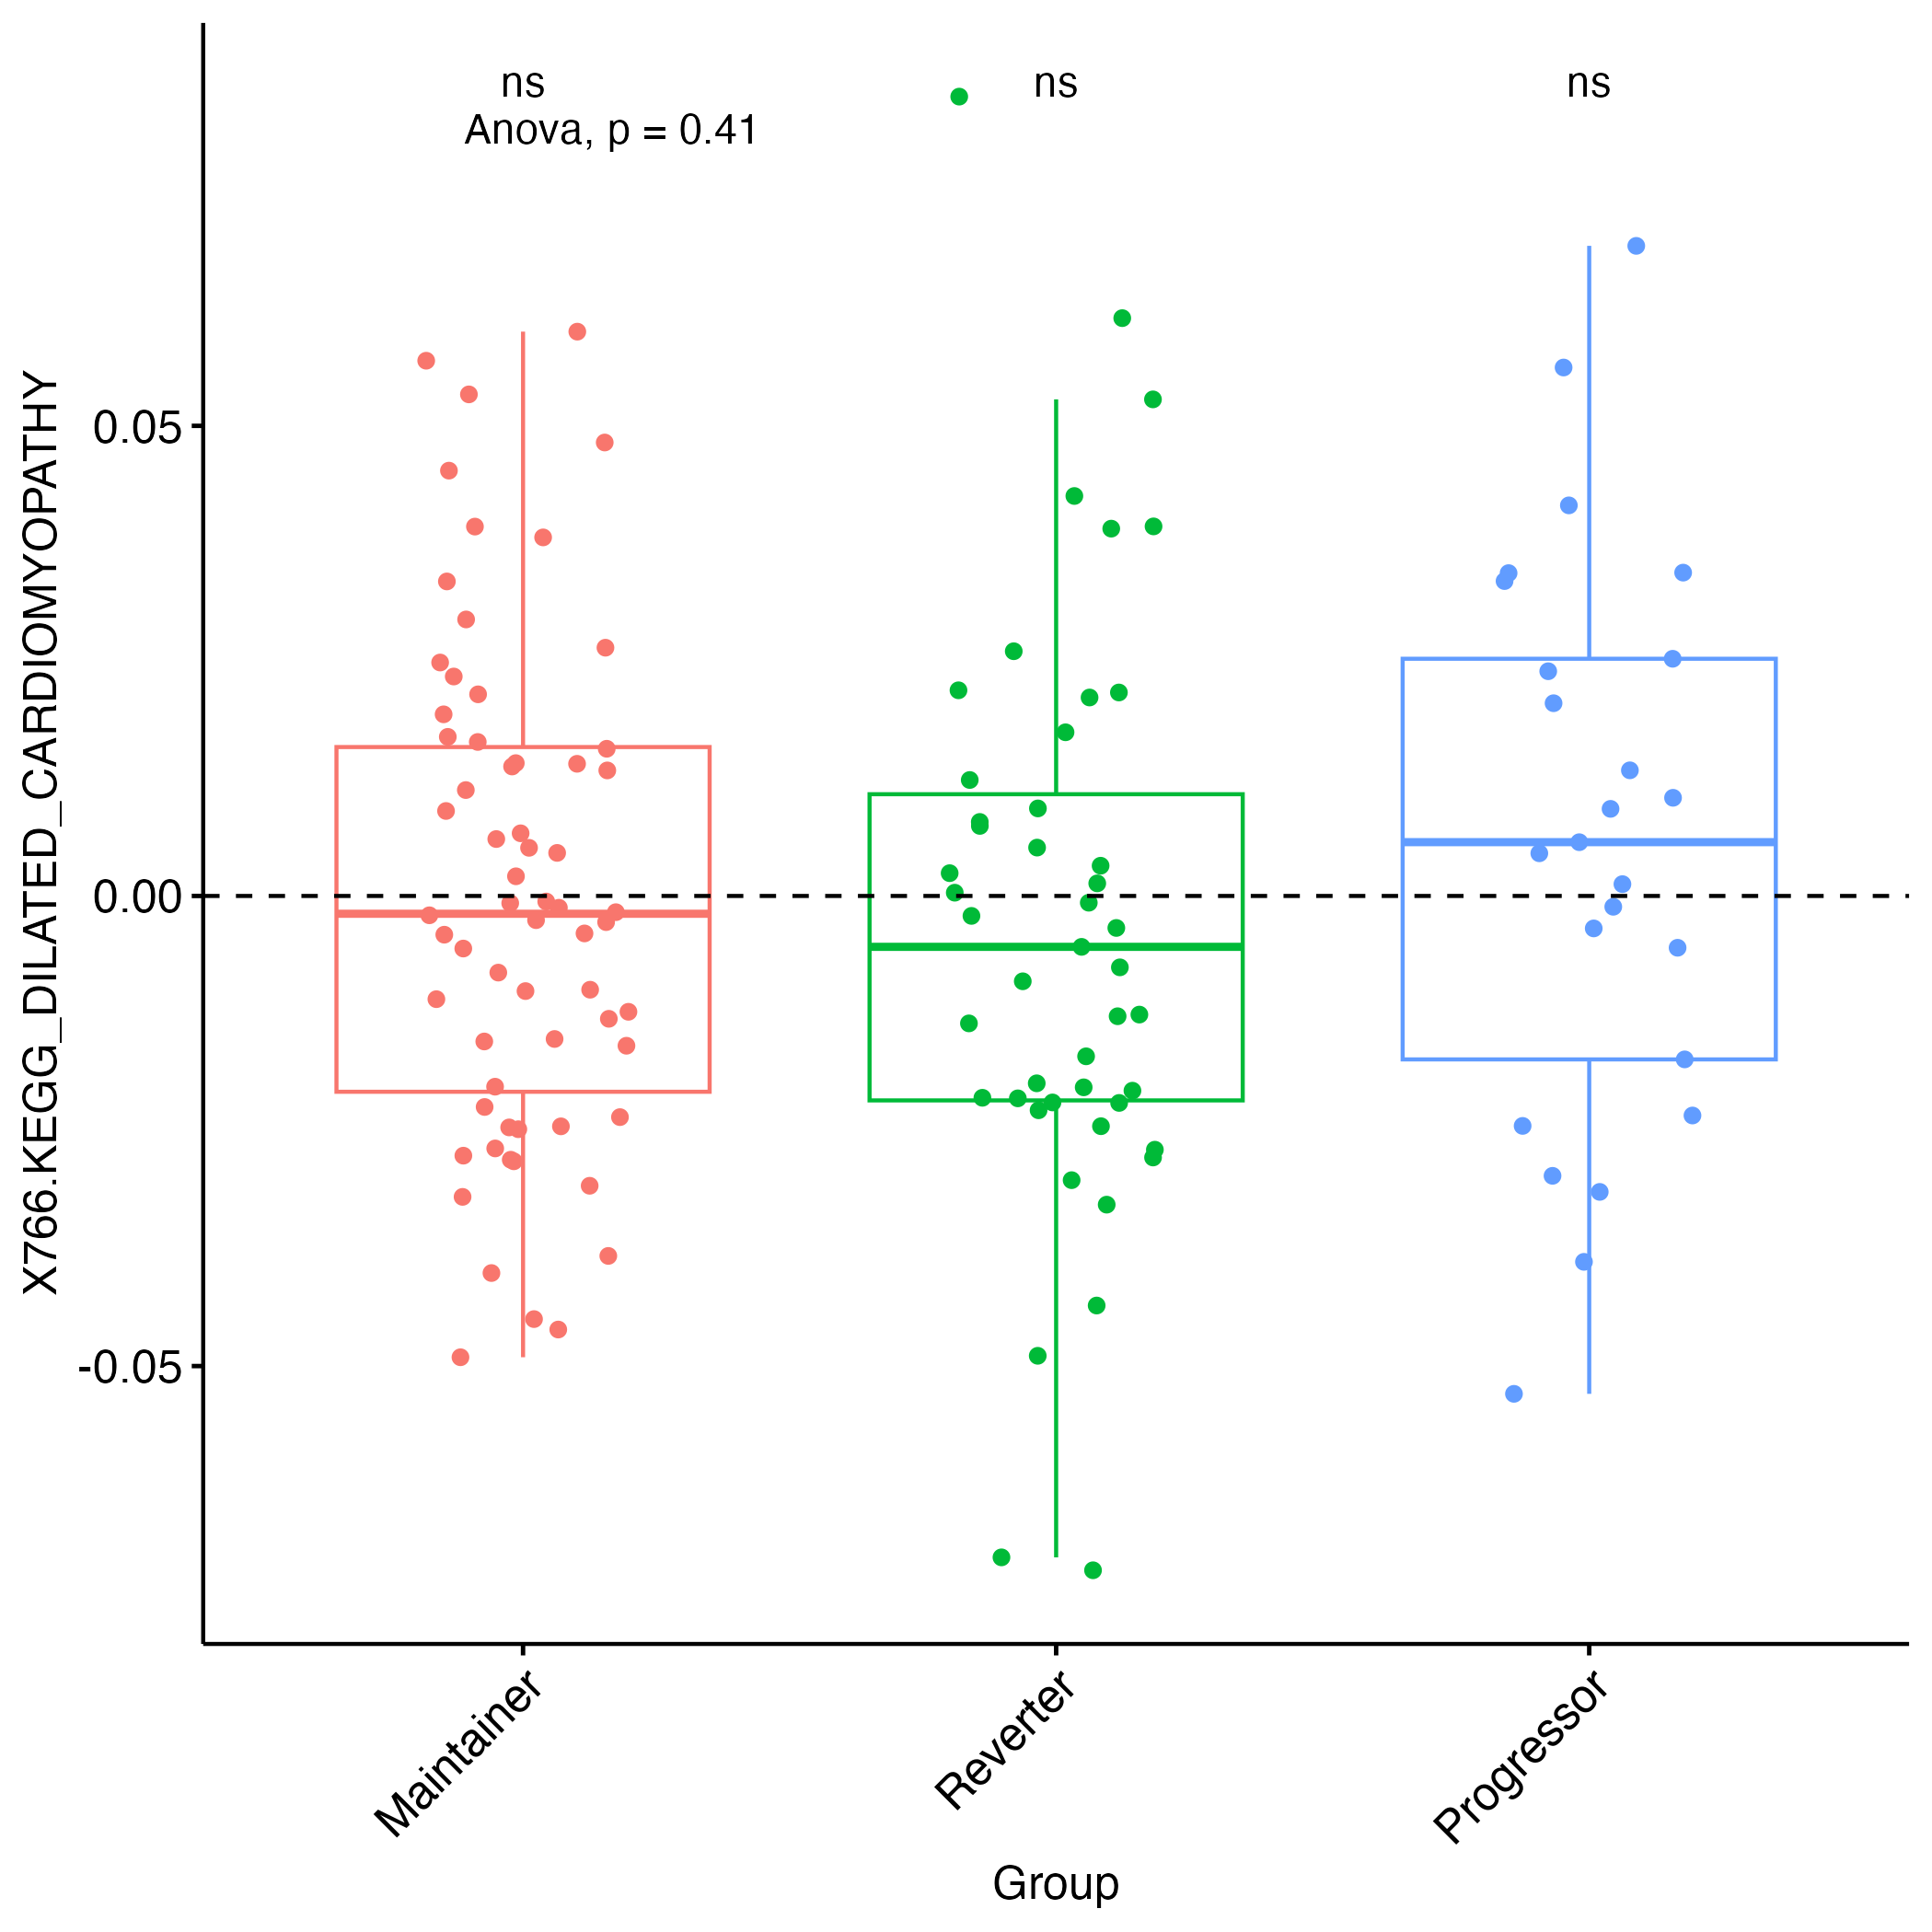 ns ns ns
Anova, p = 0.41
X766.KEGG_DILATED_CARDIOMYOPATHY
0.05
0.00
-0.05
Maintainer Reverter Progressor
Group